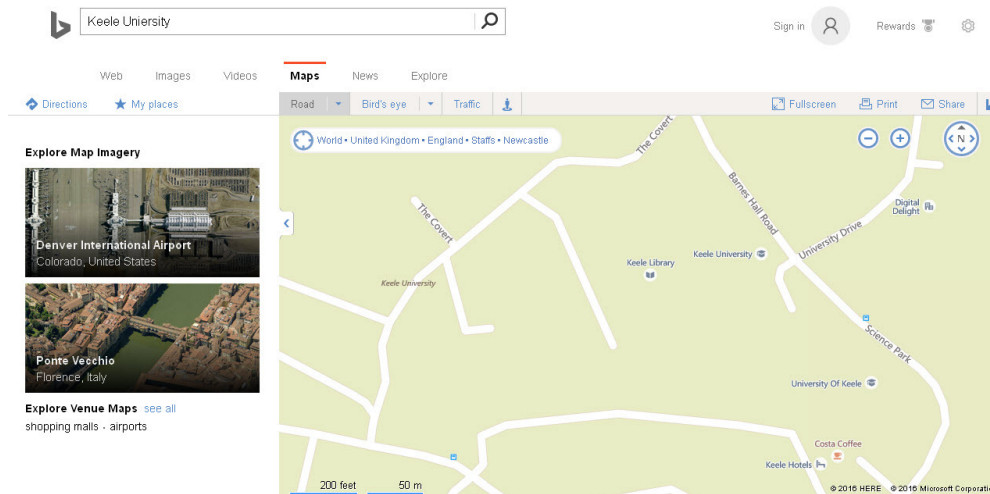 Keele Uniersity
Sign in
Rewards
Web Images Videos Maps News Explore
Directions My places
Road Bird's eye Traffic
Fullscreen Print Share
World • United Kingdom • England • Staffs • Newcastle
N
Explore Map Imagery
Denver International Airport
Colorado, United States
Ponte Vecchio
Florence, Italy
Explore Venue Maps see all
shopping malls - airports
The Covert
The Covert
Barnes Hall Road
Digital
Delight
University Drive
Keele University
Keele Library
Keele University
Science Park
University Of Keele
Costa Coffee
Keele Hotels
200 feet 50 m
© 2016 HERE © 2016 Microsoft Corporati